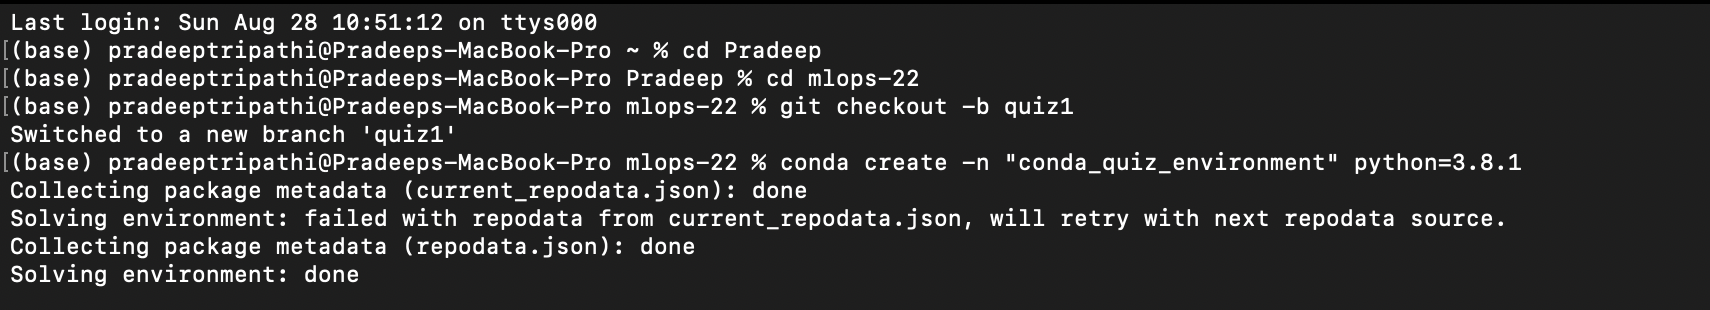 Last login: Sun Aug 28 10:51:12 on ttys000
[(base) pradeeptripathi@Pradeeps-MacBook-Pro ~ % cd Pradeep
[(base) pradeeptripathi@Pradeeps-MacBook-Pro Pradeep % cd mlops-22
[(base) pradeeptripathi@Pradeeps-MacBook-Pro mlops-22 % git checkout -b quiz1
Switched to a new branch 'quiz1'
[(base) pradeeptripathi@Pradeeps-MacBook-Pro mlops-22 % conda create -n "conda_quiz_environment" python=3.8.1
Collecting package metadata (current_repodata.json): done
Solving environment: failed with repodata from current_repodata.json, will retry with next repodata source.
Collecting package metadata (repodata.json): done
Solving environment: done